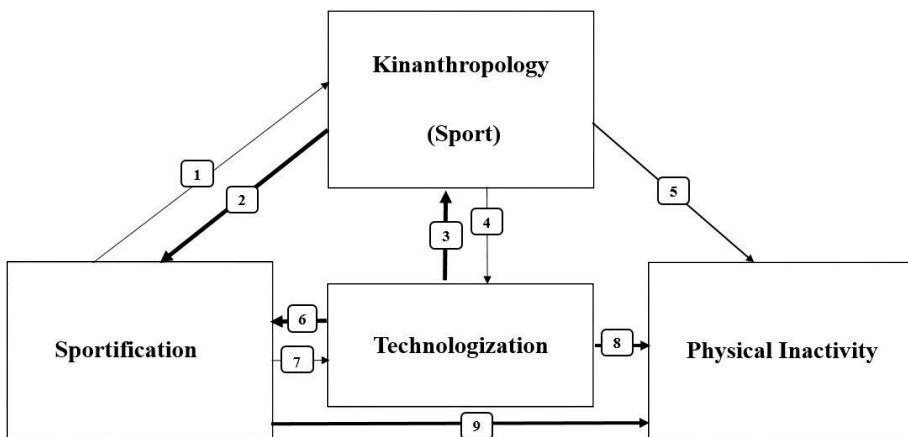 Kinanthropology
(Sport)
1
2
3
4
5
Sportification
6
7
Technologization
8
Physical Inactivity
9